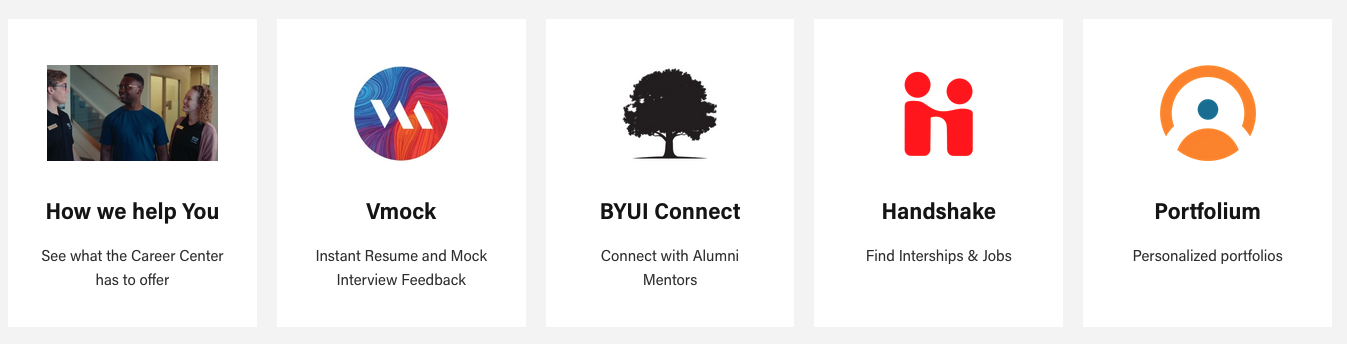 How we help You
See what the Career Center
has to offer
Vmock
Instant Resume and Mock
Interview Feedback
BYUI Connect
Connect with Alumni
Mentors
Handshake
Find Interships & Jobs
Portfolium
Personalized portfolios